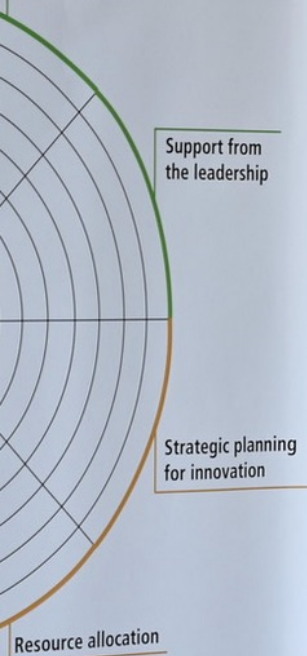 Support from
the leadership
Strategic planning
for innovation
Resource allocation